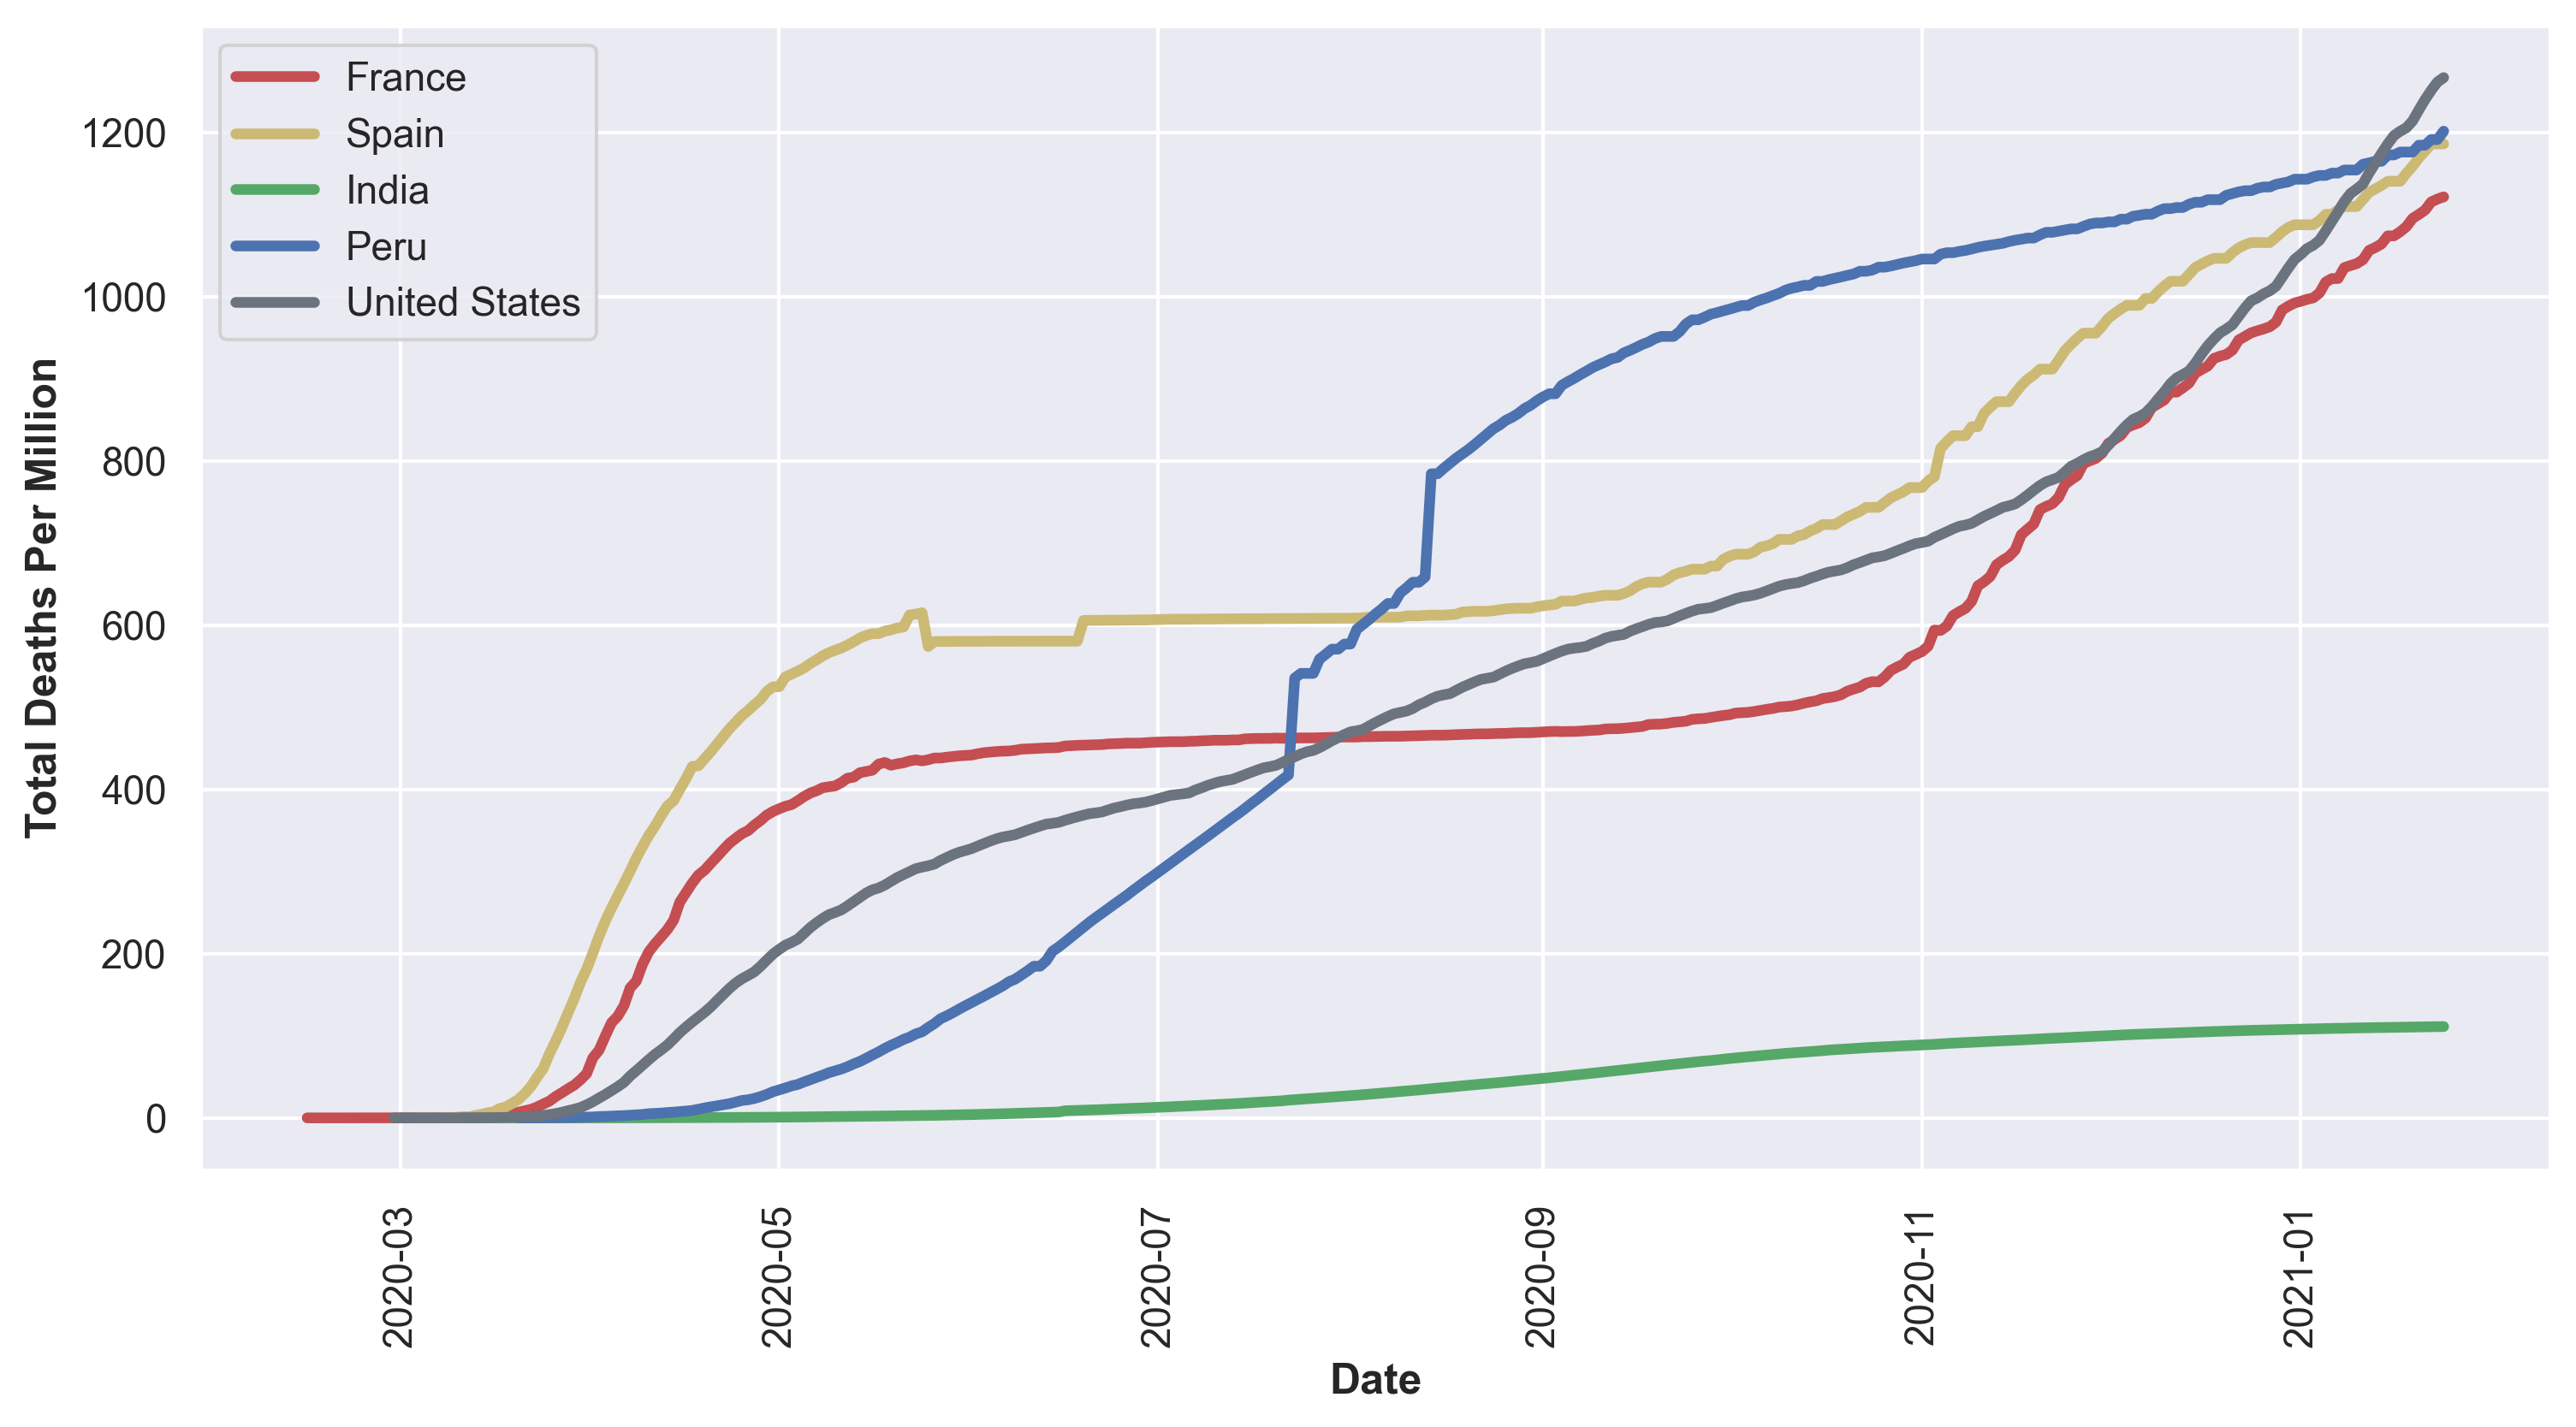 France
Spain
India
Peru
United States
1200
1000
800
600
400
200
0
Total Deaths Per Million
2020-03
2020-05
2020-07
2020-09
2020-11
2021-01
Date